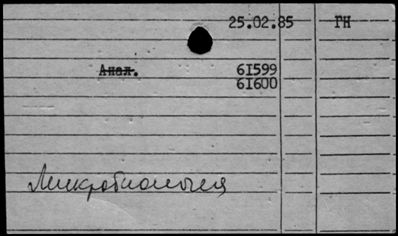 25.02.85 ГН
Анал. 61599
61600
Микробиология